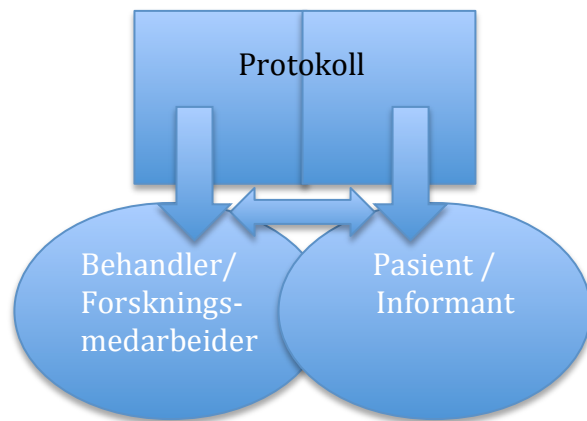 Protokoll
Behandler/
Forsknings-
medarbeider
Pasient /
Informant